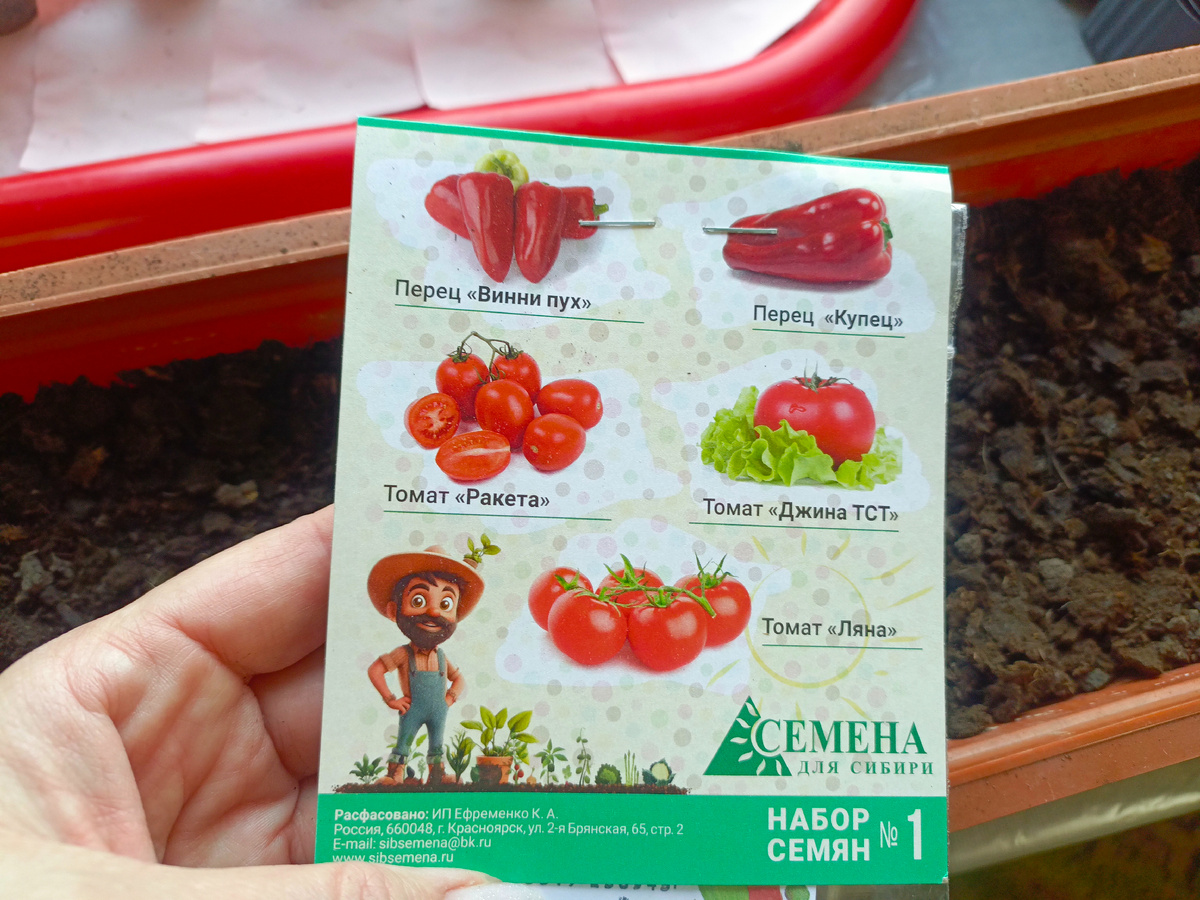 Перец «Винни пух»
Перец «Купец»
Томат «Ракета»
Томат «Джина ТСТ»
Томат «Ляна»
СЕМЕНА
ДЛЯ СИБИРИ
Расфасовано: ИП Ефременко К. А.
Россия, 660048, г. Красноярск, ул. 2-я Брянская, 65, стр. 2
E-mail: sibsemena@bk.ru
www.sibsemena.ru
НАБОР
СЕМЯН
№ 1